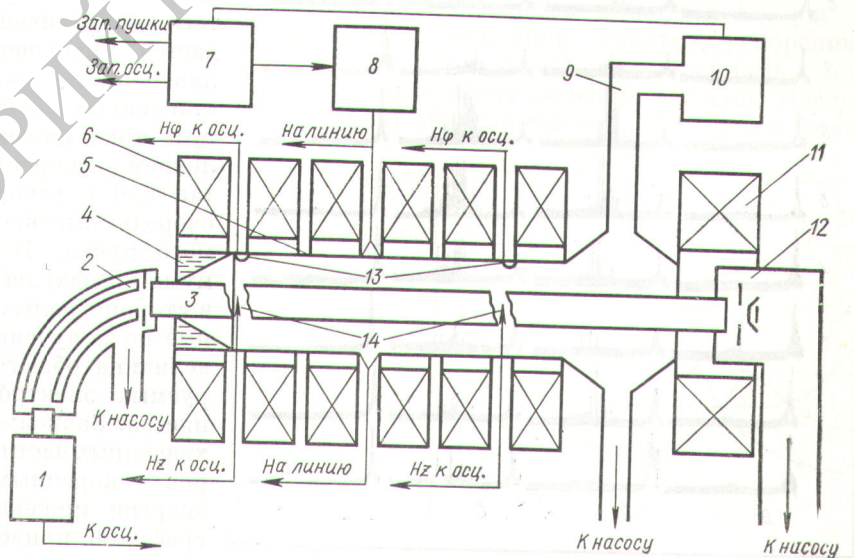 Зап. пушки
Зап. осц.
7
8
9
10
11
12
6
5
4
2
3
1
Hφ к осц.
На линию
Hφ к осц.
13
14
К насосу
Hz к осц.
На линию
Hz к осц.
К осц.
К насосу
К насосу
ОРИЙ